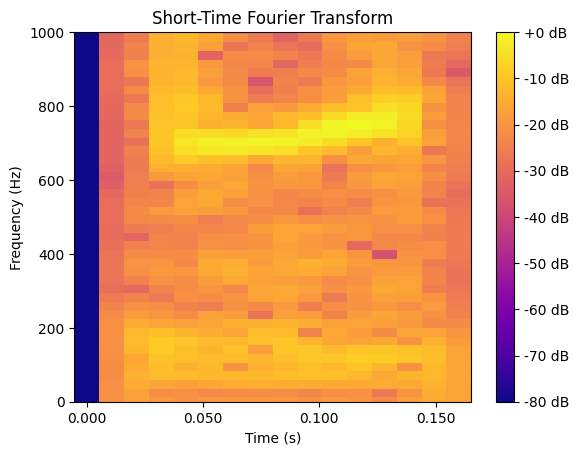 Short-Time Fourier Transform
1000
800
600
400
200
0
Frequency (Hz)
0.000
0.050
0.100
0.150
Time (s)
+0 dB
-10 dB
-20 dB
-30 dB
-40 dB
-50 dB
-60 dB
-70 dB
-80 dB